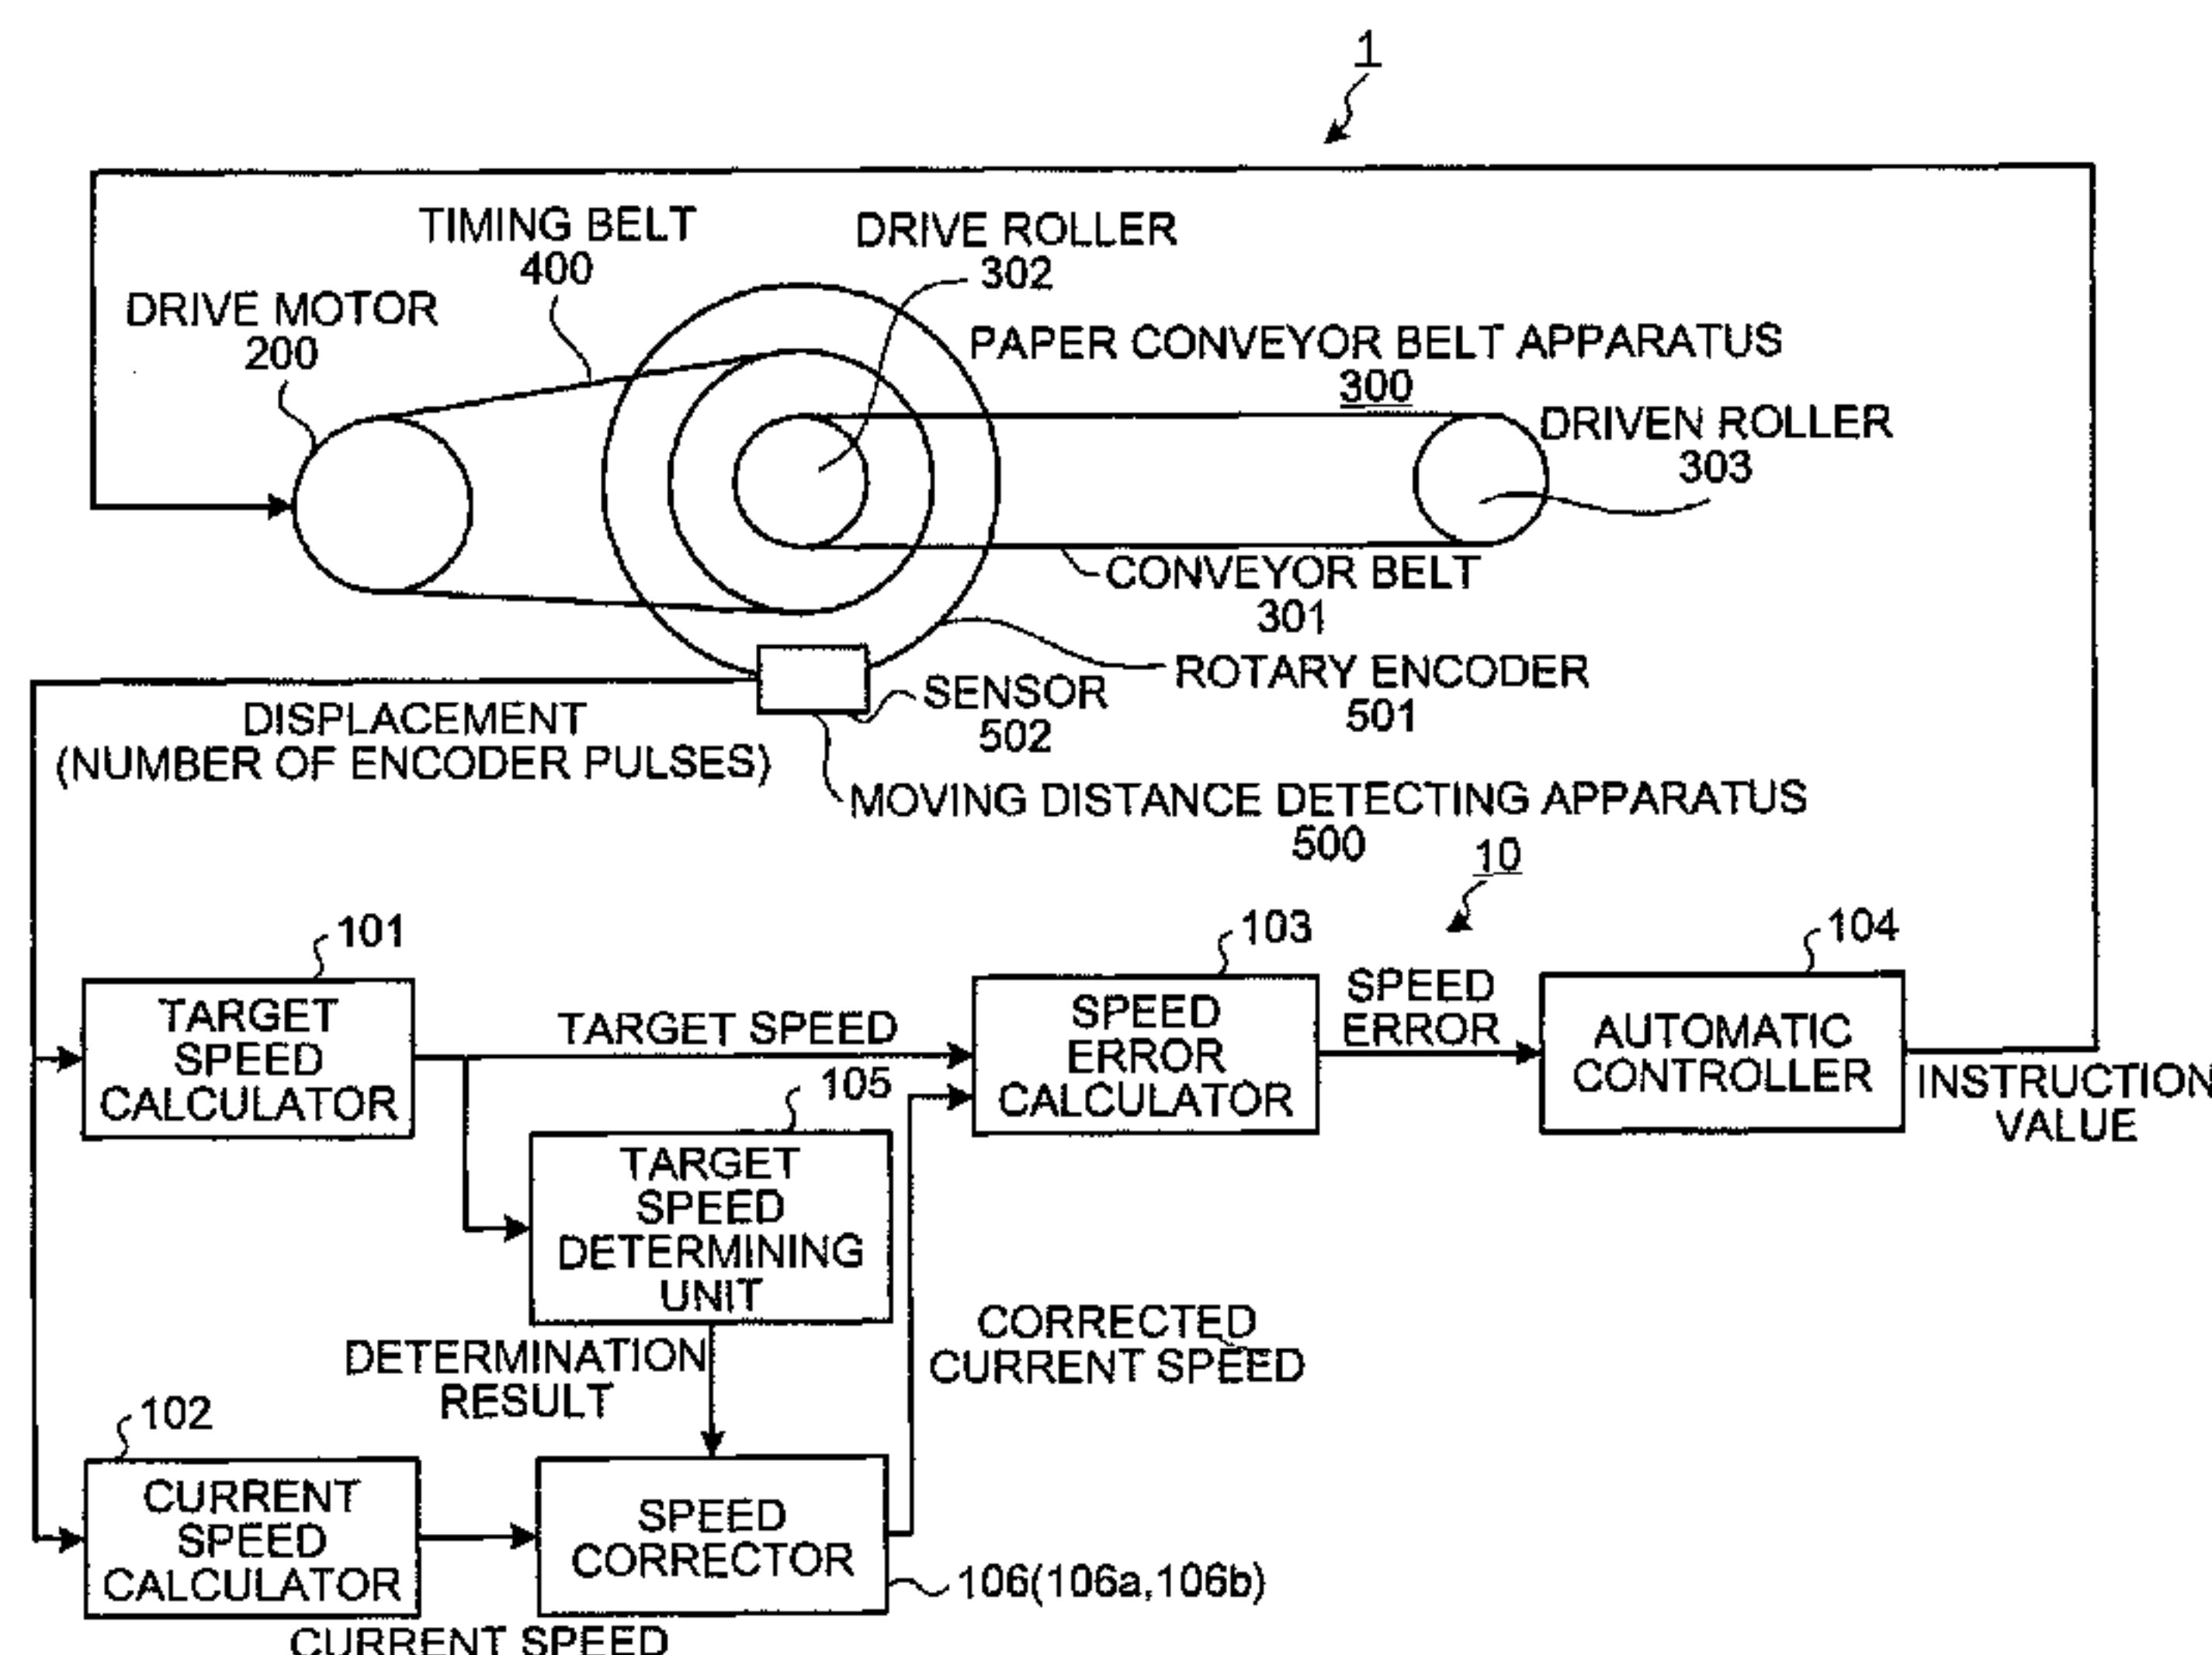 1
TIMING BELT
400
DRIVE ROLLER
302
DRIVE MOTOR
200
PAPER CONVEYOR BELT APPARATUS
300
DRIVEN ROLLER
303
CONVEYOR BELT
301
ROTARY ENCODER
501
SENSOR
502
DISPLACEMENT
(NUMBER OF ENCODER PULSES)
MOVING DISTANCE DETECTING APPARATUS
500
10
101
TARGET
SPEED
CALCULATOR
TARGET SPEED
103
SPEED
ERROR
CALCULATOR
SPEED
ERROR
104
AUTOMATIC
CONTROLLER
INSTRUCTION
VALUE
105
TARGET
SPEED
DETERMINING
UNIT
DETERMINATION
RESULT
CORRECTED
CURRENT SPEED
102
CURRENT
SPEED
CALCULATOR
SPEED
CORRECTOR
106(106a,106b)
CURRENT SPEED